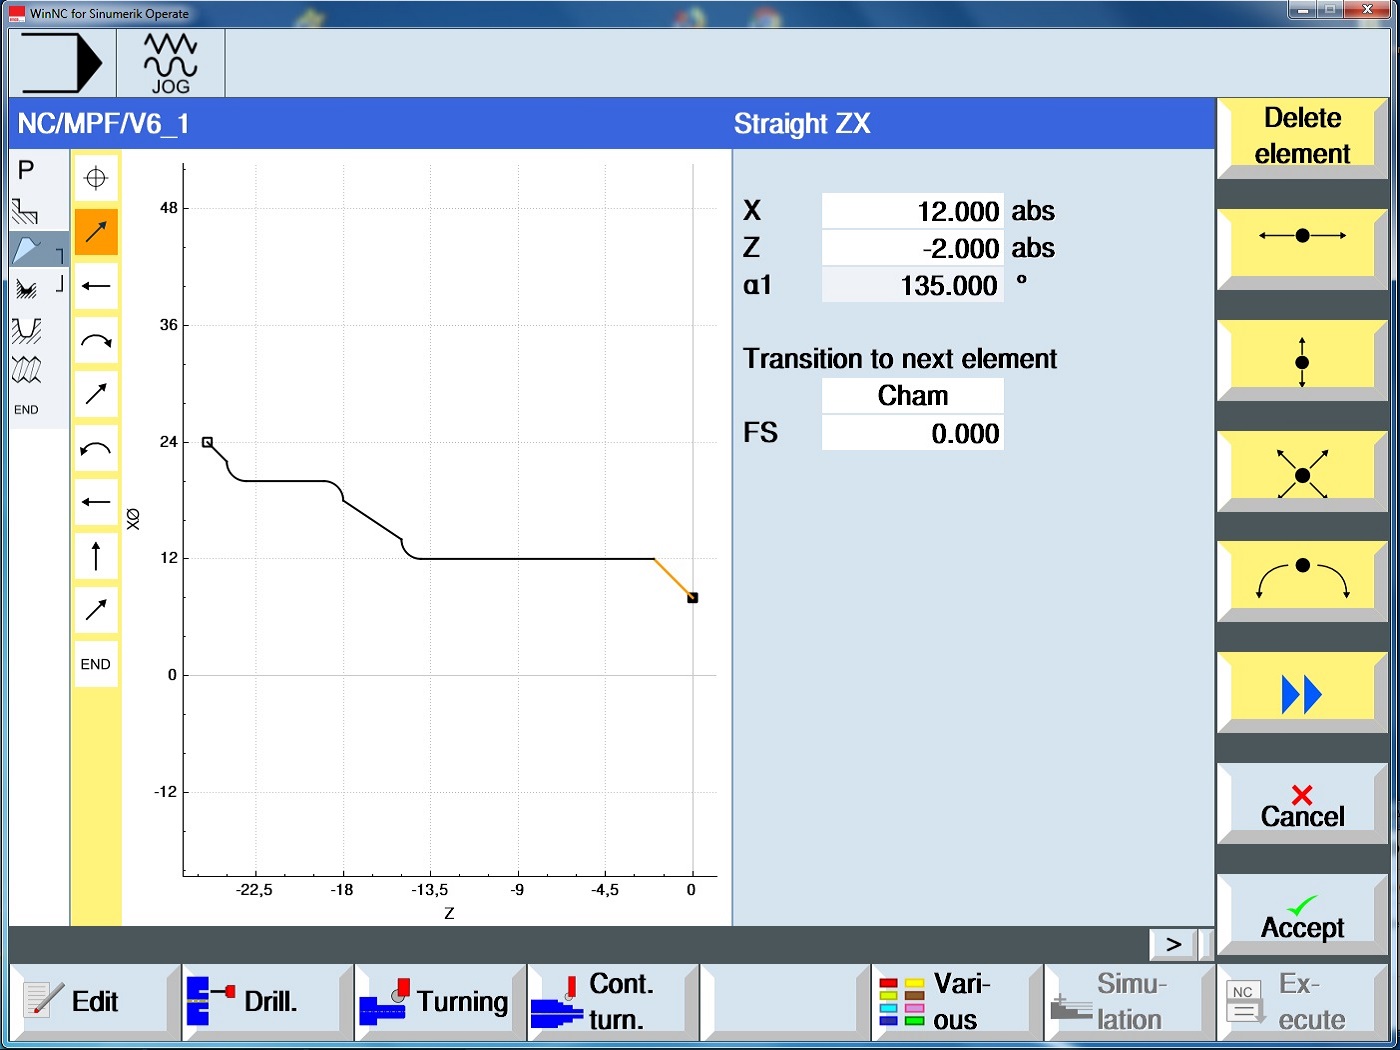 WinNC for Sinumerik Operate
JOG
NC/MPF/V6_1
Straight ZX
Delete
element
P
END
END
48
36
24
12
0
-12
XØ
-22,5
-18
-13,5
-9
-4,5
0
Z
X 12.000 abs
Z -2.000 abs
α1 135.000 °
Transition to next element
Cham
FS 0.000
Cancel
Accept
>
Edit
Drill.
Turning
Cont.
turn.
Vari-
ous
Simu-
lation
NC
Ex-
ecute